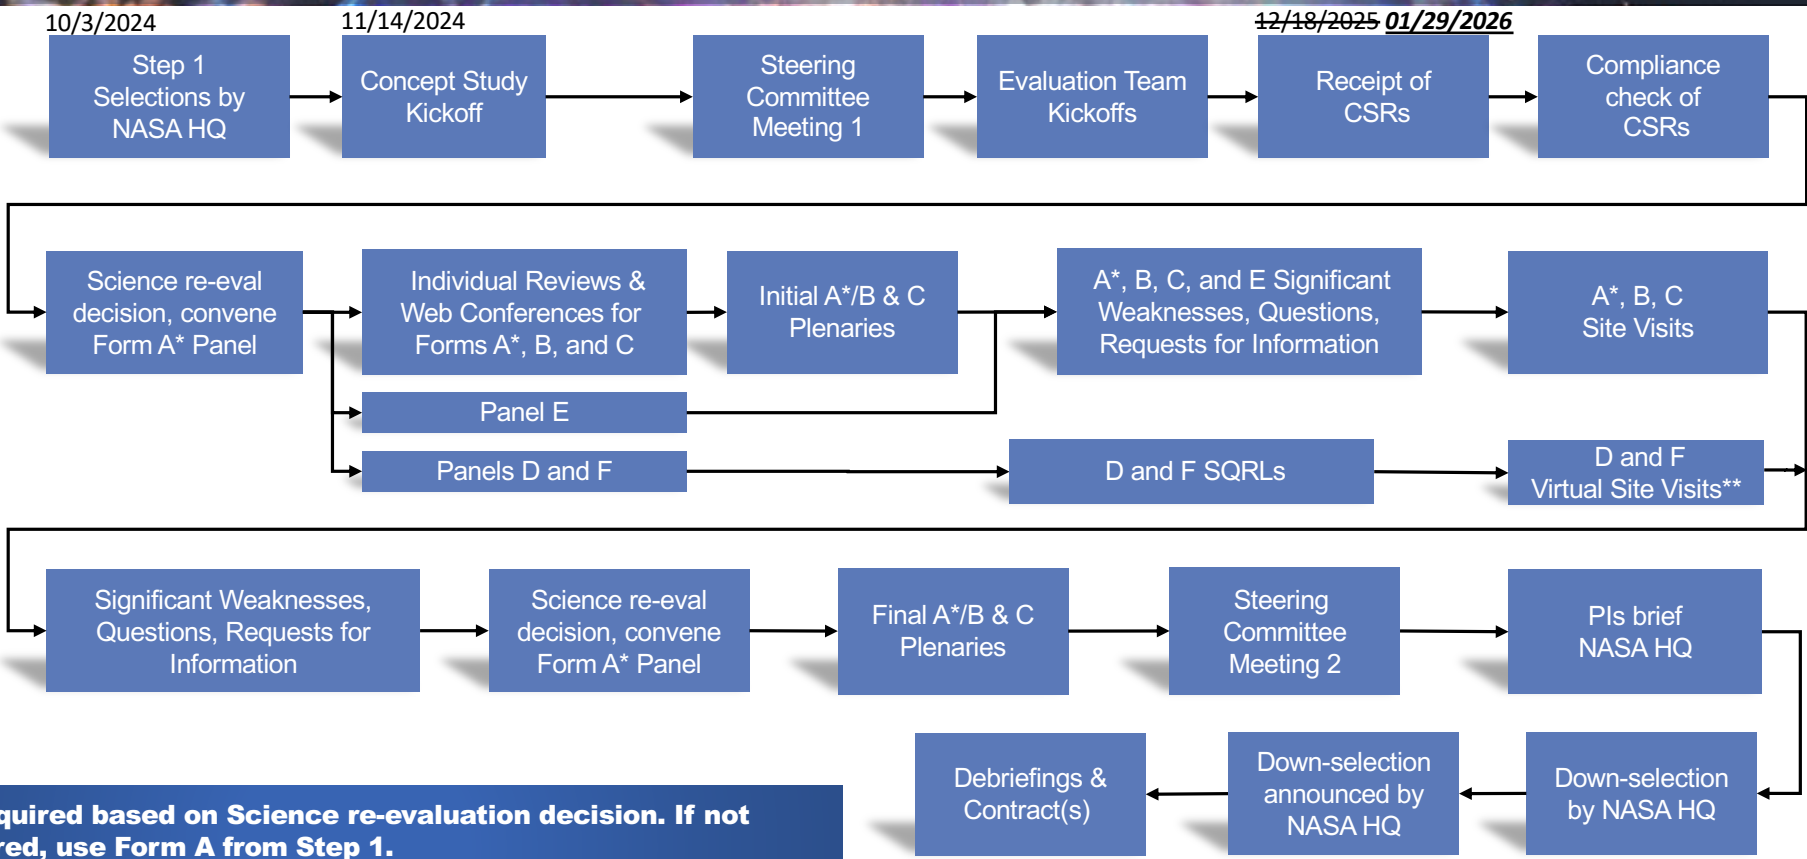 10/3/2024
11/14/2024
12/18/2025 01/29/2026
Step 1
Selections by
NASA HQ
Concept Study
Kickoff
Steering
Committee
Meeting 1
Evaluation Team
Kickoffs
Receipt of
CSRs
Compliance
check of
CSRs
Science re-eval
decision, convene
Form A* Panel
Individual Reviews &
Web Conferences for
Forms A*, B, and C
Initial A*/B & C
Plenaries
A*, B, C, and E Significant
Weaknesses, Questions,
Requests for Information
A*, B, C
Site Visits
Panel E
Panels D and F
D and F SQRLs
D and F
Virtual Site Visits**
Significant Weaknesses,
Questions, Requests for
Information
Science re-eval
decision, convene
Form A* Panel
Final A*/B & C
Plenaries
Steering
Committee
Meeting 2
PIs brief
NASA HQ
Debriefings &
Contract(s)
Down-selection
announced by
NASA HQ
Down-selection
by NASA HQ
quired based on Science re-evaluation decision. If not
red, use Form A from Step 1.